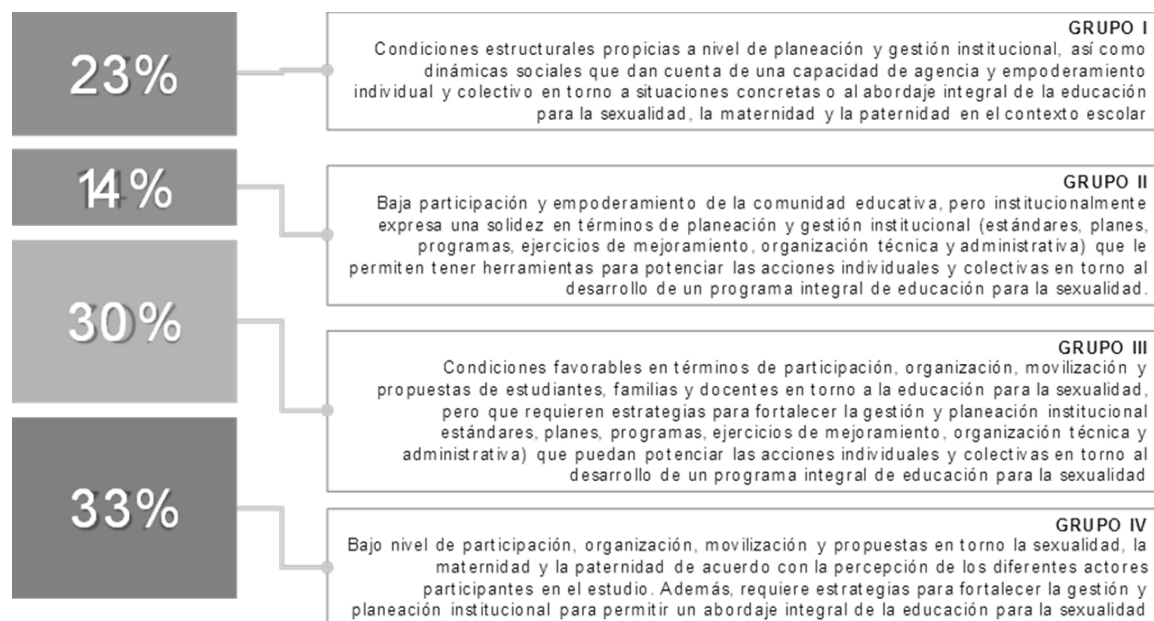 23%
GRUPO I
Condiciones estructurales propicias a nivel de planeación y gestión institucional, así como
dinámicas sociales que dan cuenta de una capacidad de agencia y empoderamiento
individual y colectivo en torno a situaciones concretas o al abordaje integral de la educación
para la sexualidad, la maternidad y la paternidad en el contexto escolar
14%
GRUPO II
Baja participación y empoderamiento de la comunidad educativa, pero institucionalmente
expresa una solidez en términos de planeación y gestión institucional (estándares, planes,
programas, ejercicios de mejoramiento, organización técnica y administrativa) que le
permiten tener herramientas para potenciar las acciones individuales y colectivas en torno al
desarrollo de un programa integral de educación para la sexualidad.
30%
GRUPO III
Condiciones favorables en términos de participación, organización, movilización y
propuestas de estudiantes, familias y docentes en torno a la educación para la sexualidad,
pero que requieren estrategias para fortalecer la gestión y planeación institucional
estándares, planes, programas, ejercicios de mejoramiento, organización técnica y
administrativa) que puedan potenciar las acciones individuales y colectivas en torno al
desarrollo de un programa integral de educación para la sexualidad
33%
GRUPO IV
Bajo nivel de participación, organización, movilización y propuestas en torno la sexualidad, la
maternidad y la paternidad de acuerdo con la percepción de los diferentes actores
participantes en el estudio. Además, requiere estrategias para fortalecer la gestión y
planeación institucional para permitir un abordaje integral de la educación para la sexualidad